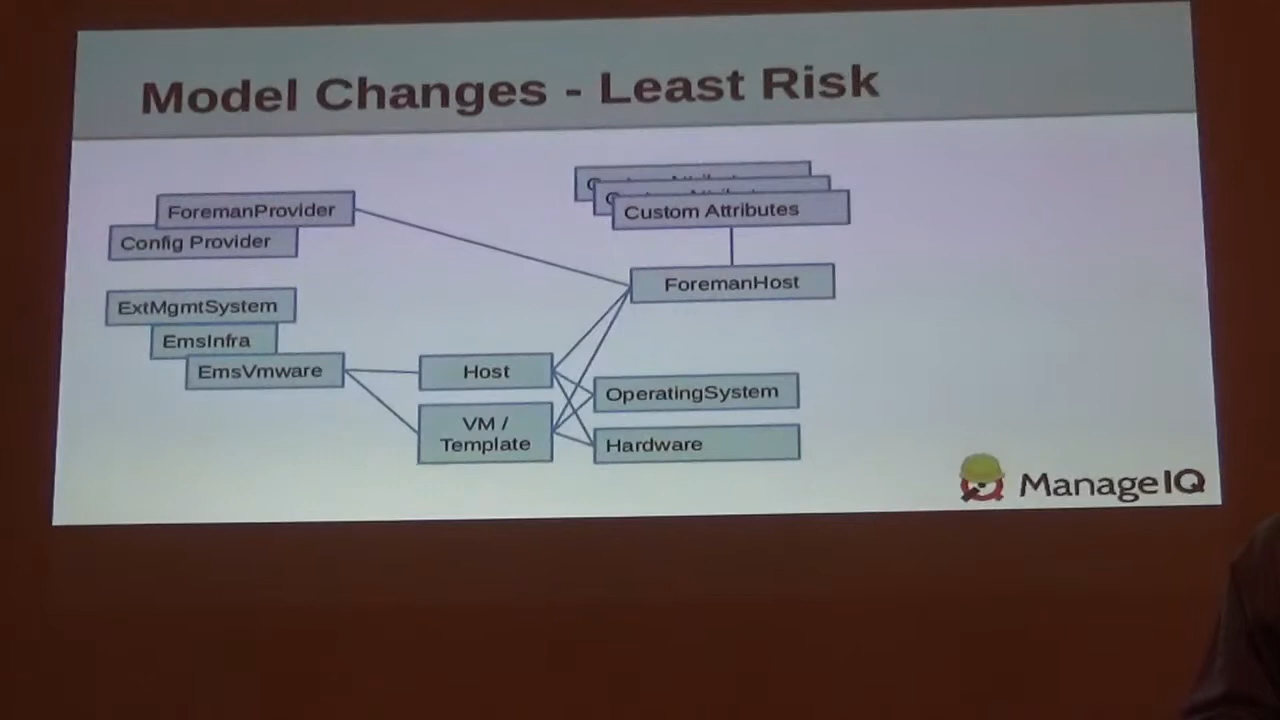 Model Changes - Least Risk
ForemanProvider
Config Provider
ExtMgmtSystem
EmsInfra
EmsVmware
Host
VM /
Template
Custom Attributes
ForemanHost
OperatingSystem
Hardware
ManageIQ